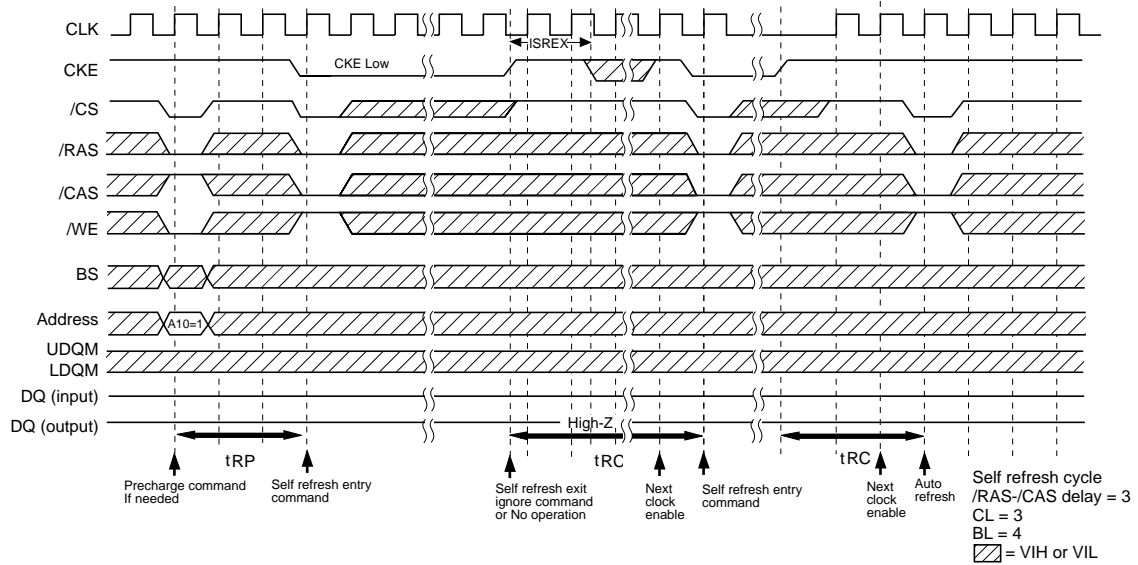 CLK
ISREX
CKE
CKE Low
/CS
/RAS
/CAS
/WE
BS
Address
A10=1
UDQM
LDQM
DQ (input)
DQ (output)
High-Z
tRP
tRC
tRC
Precharge command
If needed
Self refresh entry
command
Self refresh exit
ignore command
or No operation
Next
clock
enable
Self refresh entry
command
Next
clock
enable
Auto
refresh
Self refresh cycle
/RAS-/CAS delay = 3
CL = 3
BL = 4
= VIH or VIL